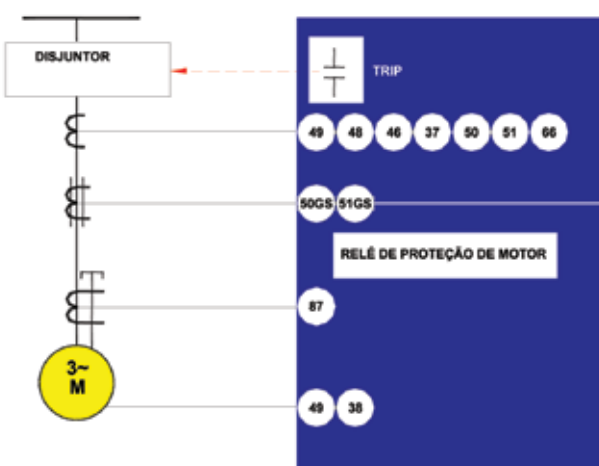 DISJUNTOR
TRIP
49 48 46 37 50 51 66
50GS 51GS
RELÉ DE PROTEÇÃO DE MOTOR
87
3~
M
49 38